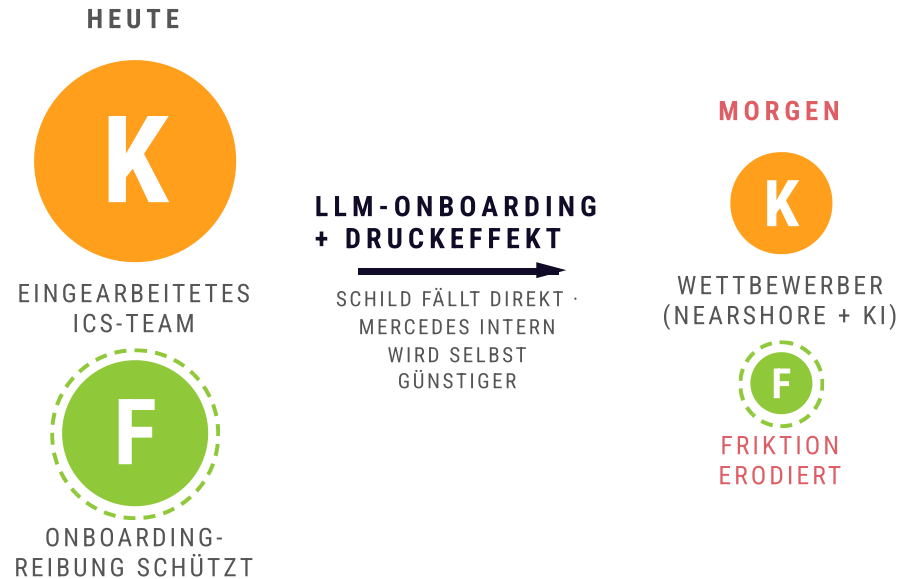 HEUTE
K
EINGEARBEITETES
ICS-TEAM
F
ONBOARDING-
REIBUNG SCHÜTZT
LLM-ONBOARDING
+ DRUCKEFFEKT
SCHILD FÄLLT DIREKT ·
MERCEDES INTERN
WIRD SELBST
GÜNSTIGER
MORGEN
K
WETTBEWERBER
(NEARSHORE + KI)
F
FRIKTION
ERODIERT